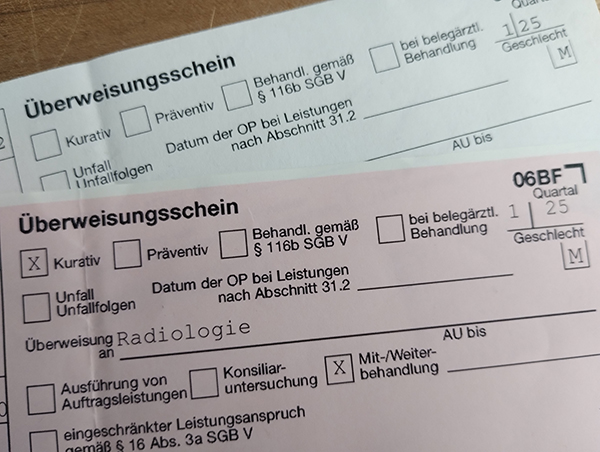 Quartal
1 | 25
Überweisungsschein
Geschlecht
M
Kurativ
Präventiv
Behandl. gemäß
§ 116b SGB V
bei belegärztl.
Behandlung
Unfall
Unfallfolgen
Datum der OP bei Leistungen
nach Abschnitt 31.2
AU bis
06BF
Quartal
1 | 25
Überweisungsschein
Geschlecht
M
X Kurativ
Präventiv
Behandl. gemäß
§ 116b SGB V
bei belegärztl.
Behandlung
Unfall
Unfallfolgen
Datum der OP bei Leistungen
nach Abschnitt 31.2
Überweisung
an
Radiologie
AU bis
Ausführung von
Auftragsleistungen
Konsiliar-
untersuchung
X Mit-/Weiter-
behandlung
eingeschränkter Leistungsanspruch
gemäß § 16 Abs. 3a SGB V